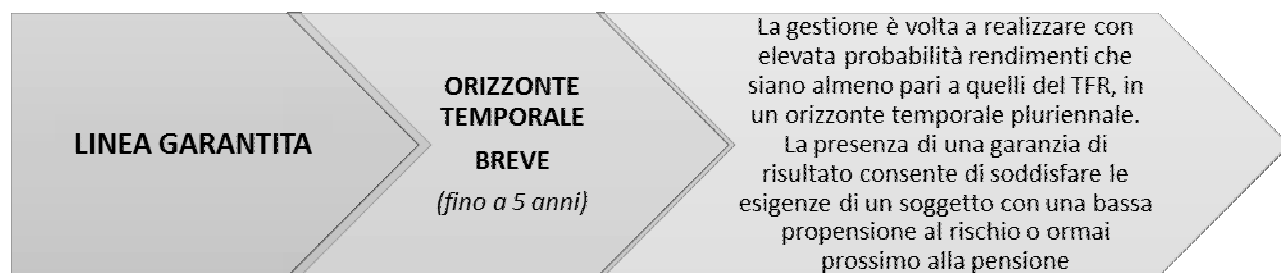 LINEA GARANTITA
ORIZZONTE
TEMPORALE
BREVE
(fino a 5 anni)
La gestione è volta a realizzare con
elevata probabilità rendimenti che
siano almeno pari a quelli del TFR, in
un orizzonte temporale pluriennale.
La presenza di una garanzia di
risultato consente di soddisfare le
esigenze di un soggetto con una bassa
propensione al rischio o ormai
prossimo alla pensione